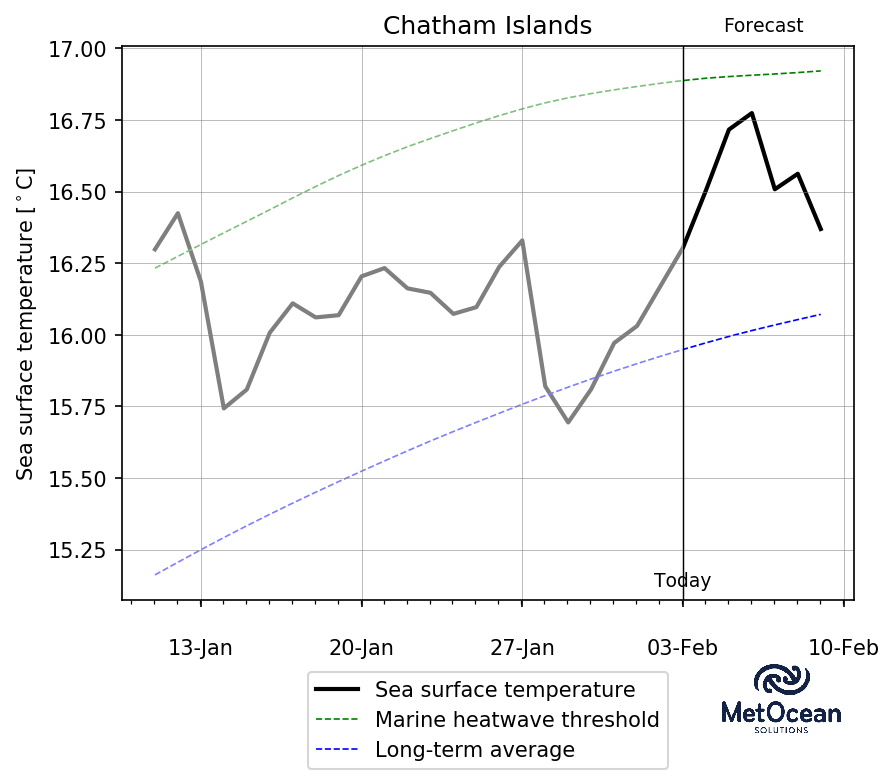 Chatham Islands
Forecast
17.00
16.75
16.50
16.25
16.00
15.75
15.50
15.25
Sea surface temperature [°C]
Today
13-Jan 20-Jan 27-Jan 03-Feb 10-Feb
Sea surface temperature
Marine heatwave threshold
Long-term average
MetOcean
SOLUTIONS